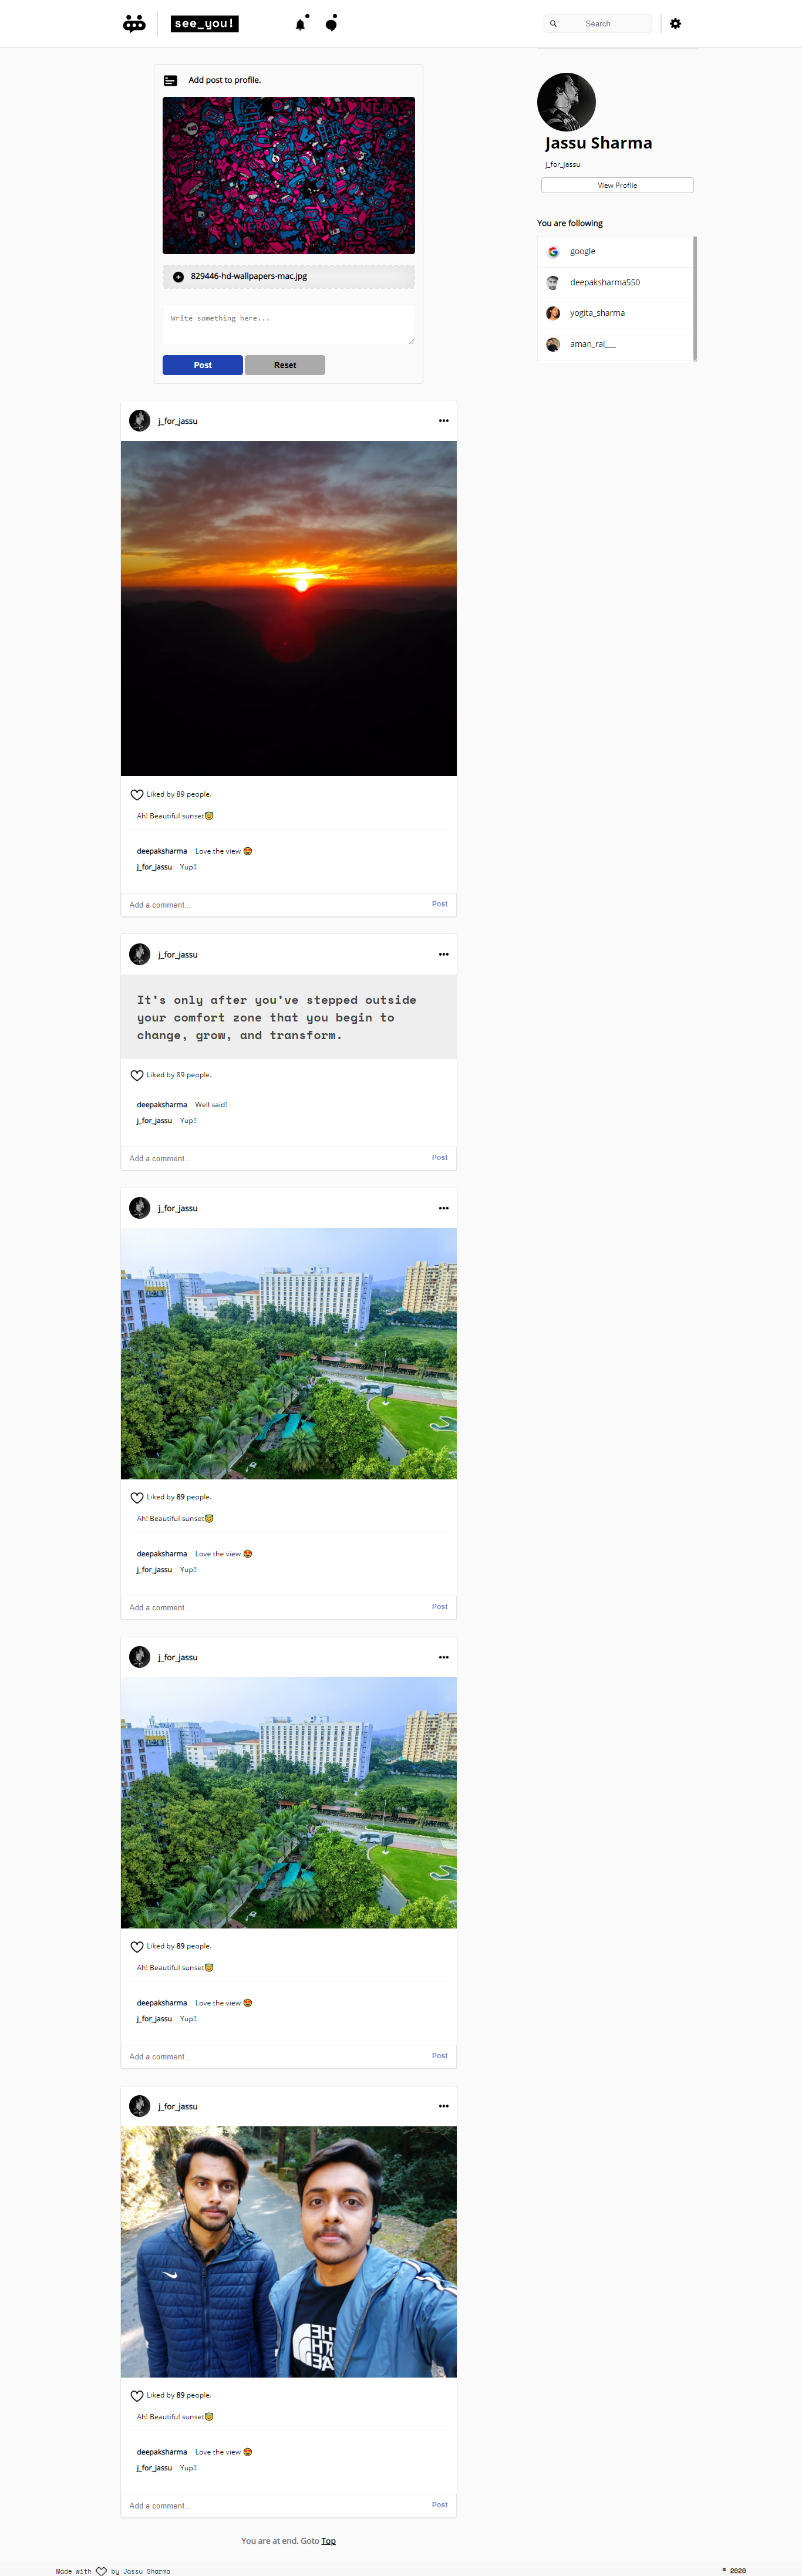 see_you!
Search
Add post to profile.
829446-hd-wallpapers-mac.jpg
Write something here...
Post Reset
Jassu Sharma
j_for_jassu
View Profile
You are following
google
deepaksharma550
yogita_sharma
aman_rai___
j_for_jassu
Liked by 89 people.
Ah! Beautiful sunset😇
deepaksharma Love the view 😍
j_for_jassu Yup!!
Add a comment... Post
j_for_jassu
It's only after you've stepped outside
your comfort zone that you begin to
change, grow, and transform.
Liked by 89 people.
deepaksharma Well said!
j_for_jassu Yup!!
Add a comment... Post
j_for_jassu
Liked by 89 people.
Ah! Beautiful sunset😇
deepaksharma Love the view 😍
j_for_jassu Yup!!
Add a comment... Post
j_for_jassu
Liked by 89 people.
Ah! Beautiful sunset😇
deepaksharma Love the view 😍
j_for_jassu Yup!!
Add a comment... Post
j_for_jassu
THE
Liked by 89 people.
Ah! Beautiful sunset😇
deepaksharma Love the view 😍
j_for_jassu Yup!!
Add a comment... Post
You are at end. Goto Top
Made with by Jassu Sharma
© 2020